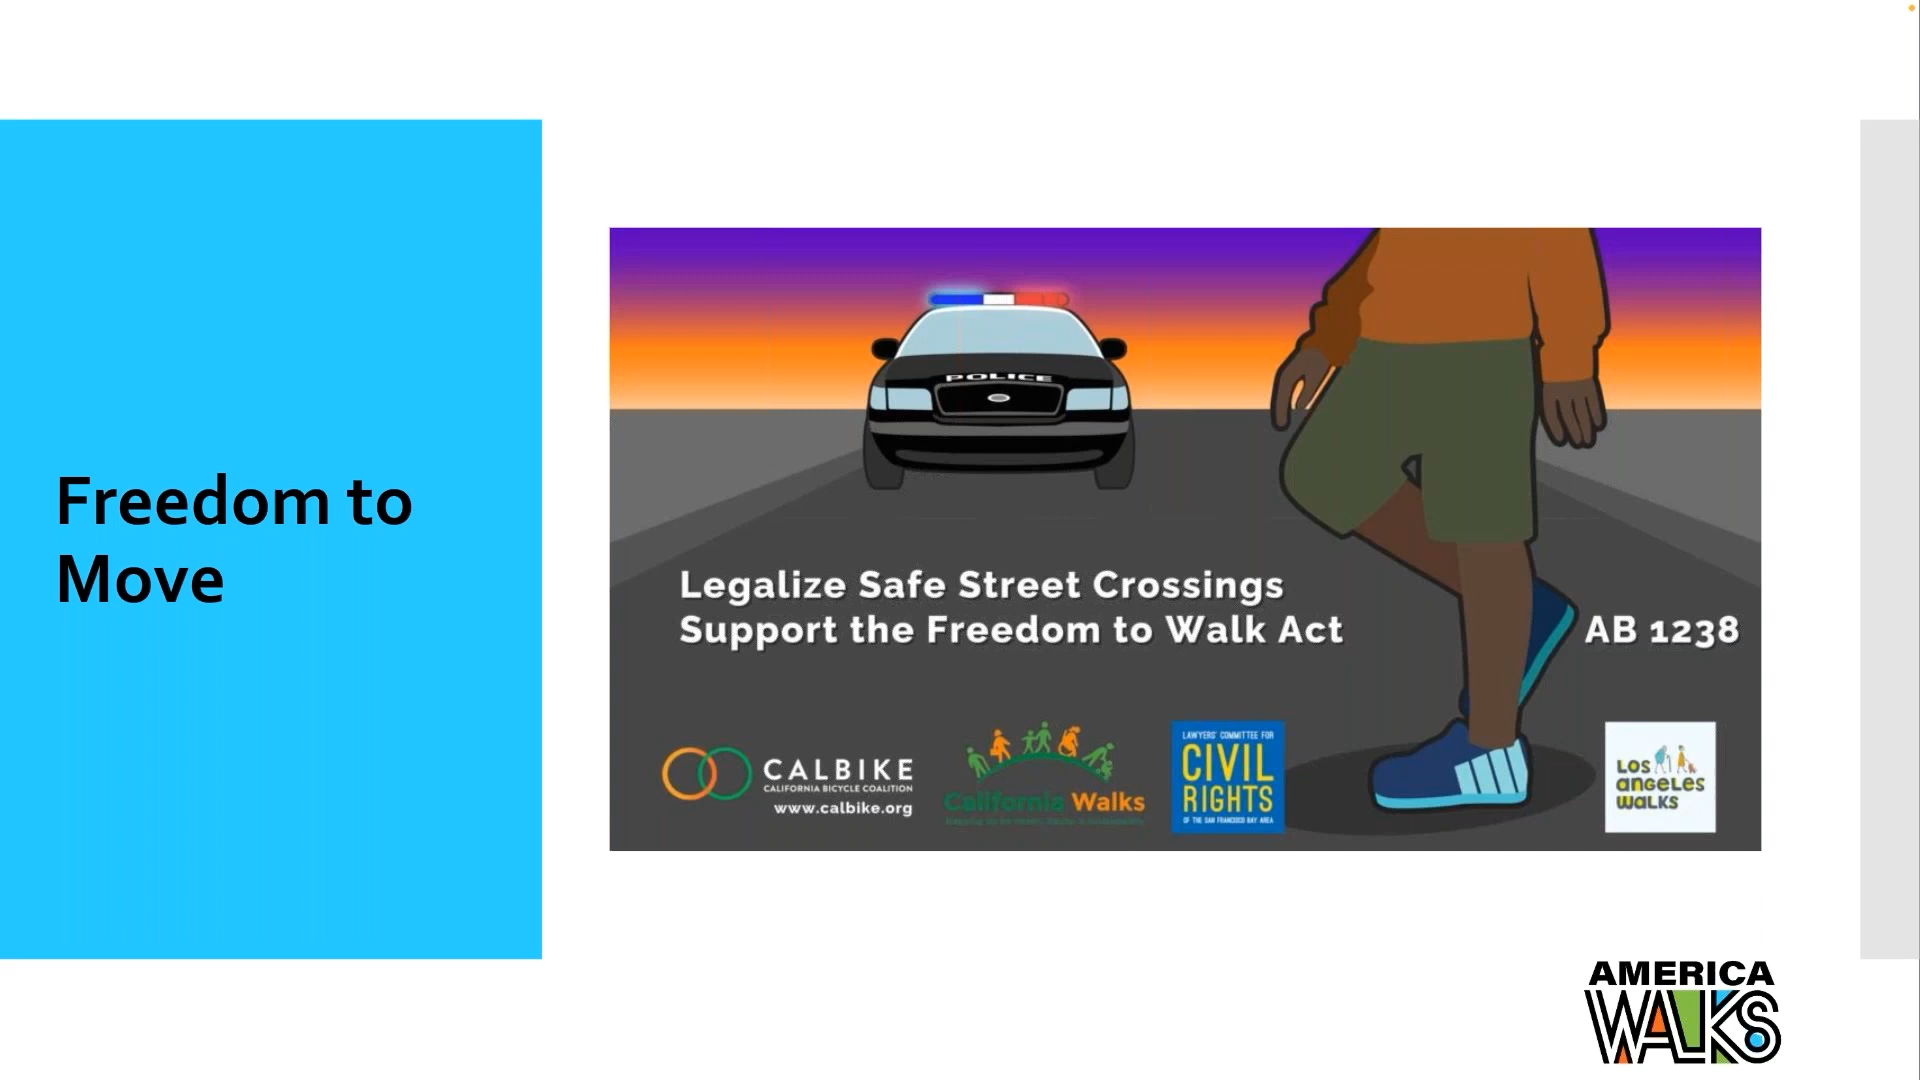 Freedom to
Move
POLICE
Legalize Safe Street Crossings
Support the Freedom to Walk Act
AB 1238
CALBIKE
CALIFORNIA BICYCLE COALITION
www.calbike.org
California Walks
LAWYERS' COMMITTEE FOR
CIVIL
RIGHTS
OF THE SAN FRANCISCO BAY AREA
LOS
angeles
WALKS
AMERICA
WALKS